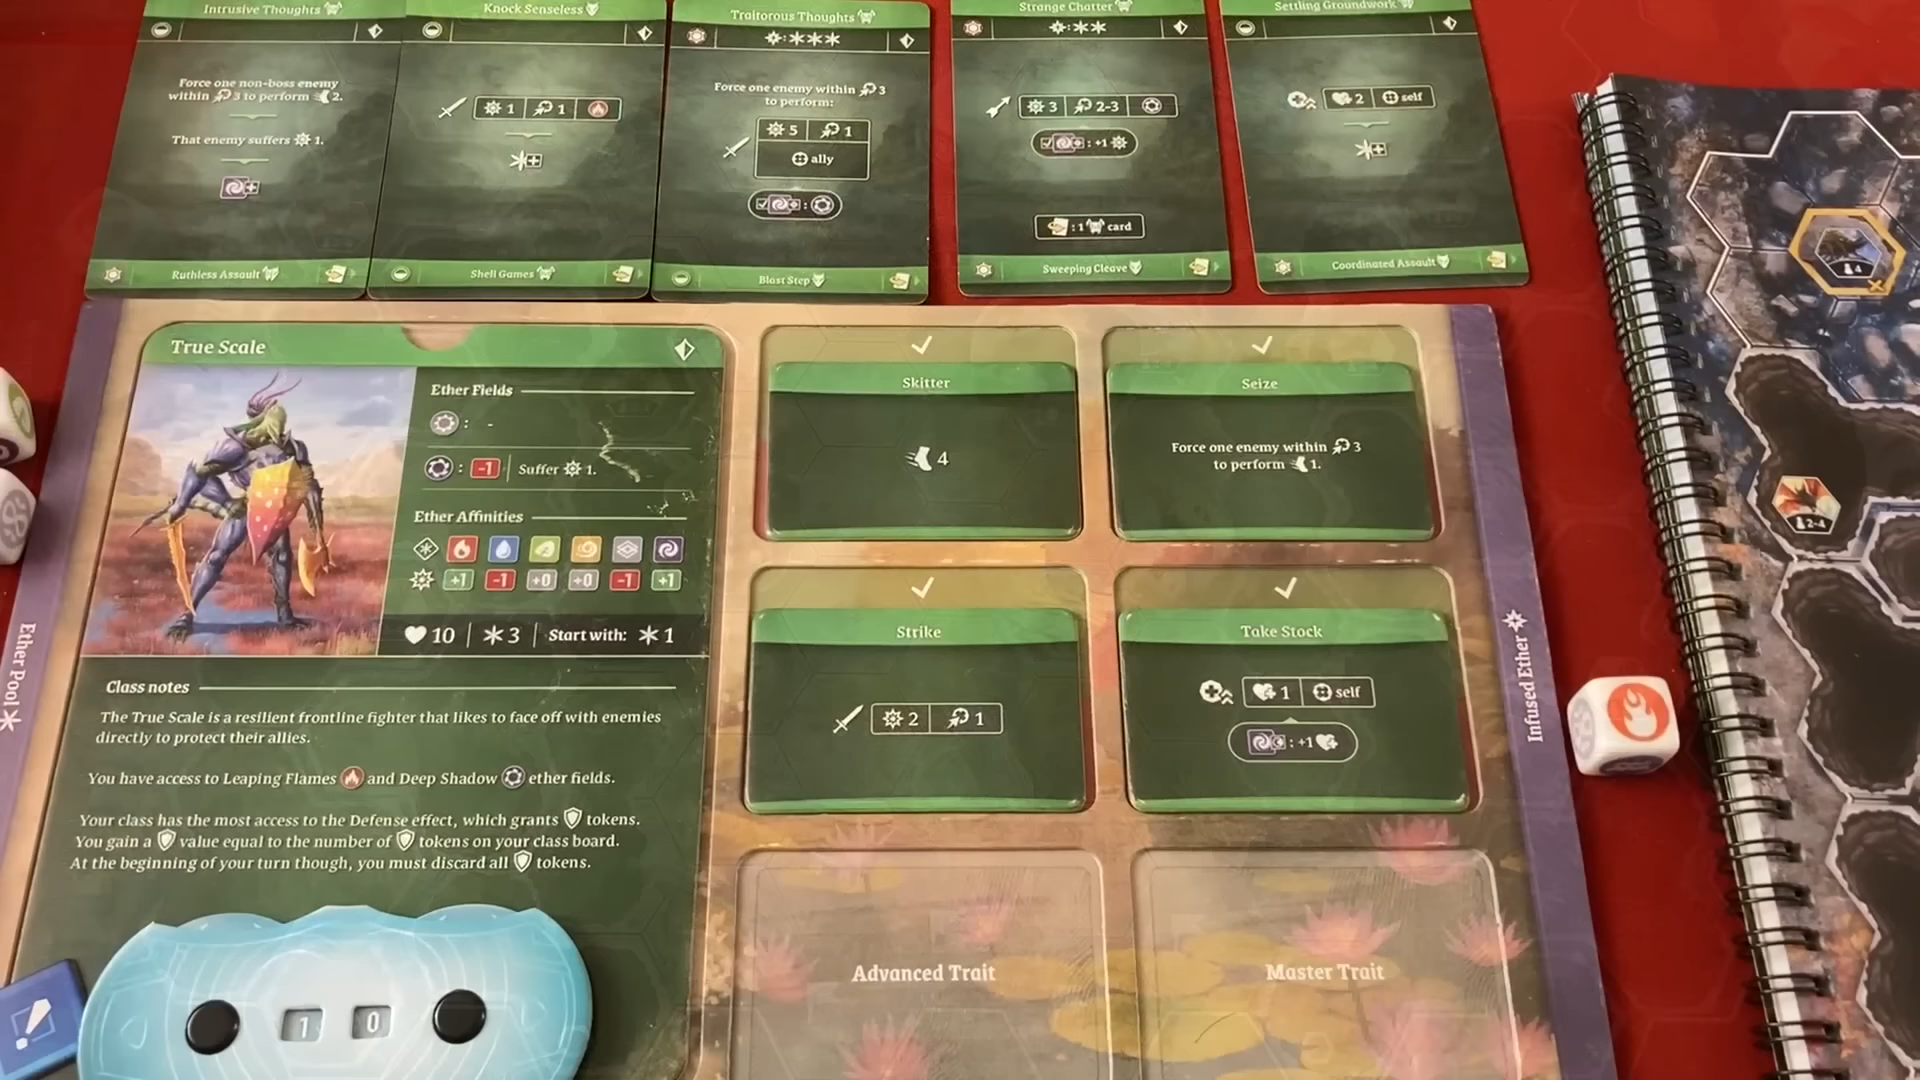 Intrusive Thoughts
Force one non-boss enemy
within 3 to perform 2.
That enemy suffers 1.
Ruthless Assault
Knock Senseless
1 1
Shell Games
Traitorous Thoughts
Force one enemy within 3
to perform:
5 1
ally
Blast Step
Strange Chatter
3 2-3
: +1
: 1 card
Sweeping Cleave
Settling Groundwork
2 self
Coordinated Assault
True Scale
Ether Fields
: -
: -1 Suffer 1.
Ether Affinities
+1 -1 +0 +0 -1 +1
10 3 Start with: 1
Class notes
The True Scale is a resilient frontline fighter that likes to face off with enemies
directly to protect their allies.
You have access to Leaping Flames and Deep Shadow ether fields.
Your class has the most access to the Defense effect, which grants tokens.
You gain a value equal to the number of tokens on your class board.
At the beginning of your turn though, you must discard all tokens.
1 0
Skitter
4
Seize
Force one enemy within 3
to perform 1.
Strike
2 1
Take Stock
1 self
: +1
Advanced Trait
Master Trait
Ether Pool
Infused Ether
4
2-4